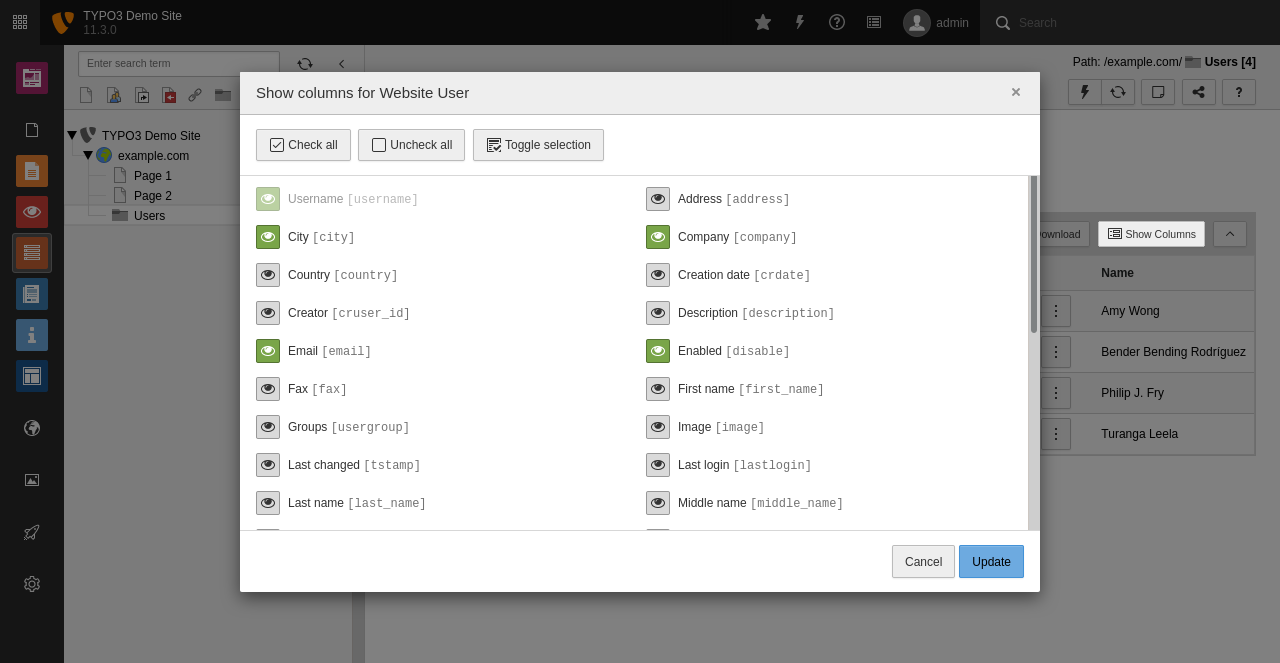 TYPO3 Demo Site
11.3.0
admin
Search
Enter search term
Path: /example.com/ Users [4]
TYPO3 Demo Site
example.com
Page 1
Page 2
Users
Show columns for Website User
×
Check all
Uncheck all
Toggle selection
Username [username]
Address [address]
City [city]
Company [company]
Country [country]
Creation date [crdate]
Creator [cruser_id]
Description [description]
Email [email]
Enabled [disable]
Fax [fax]
First name [first_name]
Groups [usergroup]
Image [image]
Last changed [tstamp]
Last login [lastlogin]
Last name [last_name]
Middle name [middle_name]
Cancel
Update
ownload
Show Columns
Name
Amy Wong
Bender Bending Rodríguez
Philip J. Fry
Turanga Leela